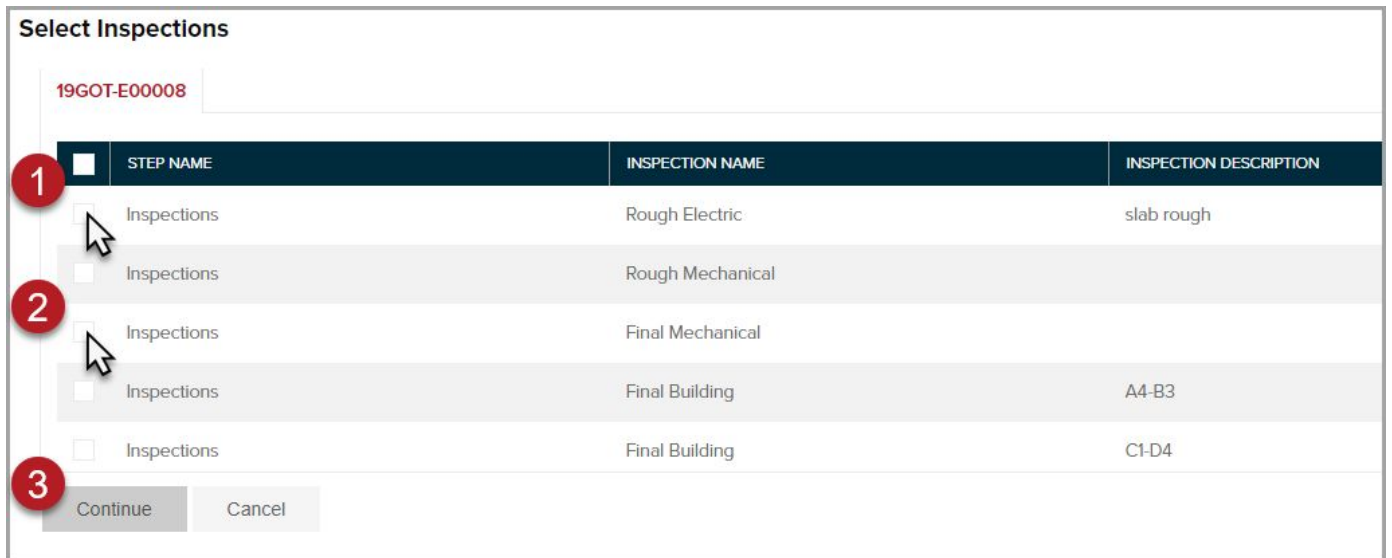 Select Inspections
19GOT-E00008
STEP NAME INSPECTION NAME INSPECTION DESCRIPTION
1
Inspections Rough Electric slab rough
Inspections Rough Mechanical
2
Inspections Final Mechanical
Inspections Final Building A4-B3
Inspections Final Building C1-D4
3
Continue Cancel